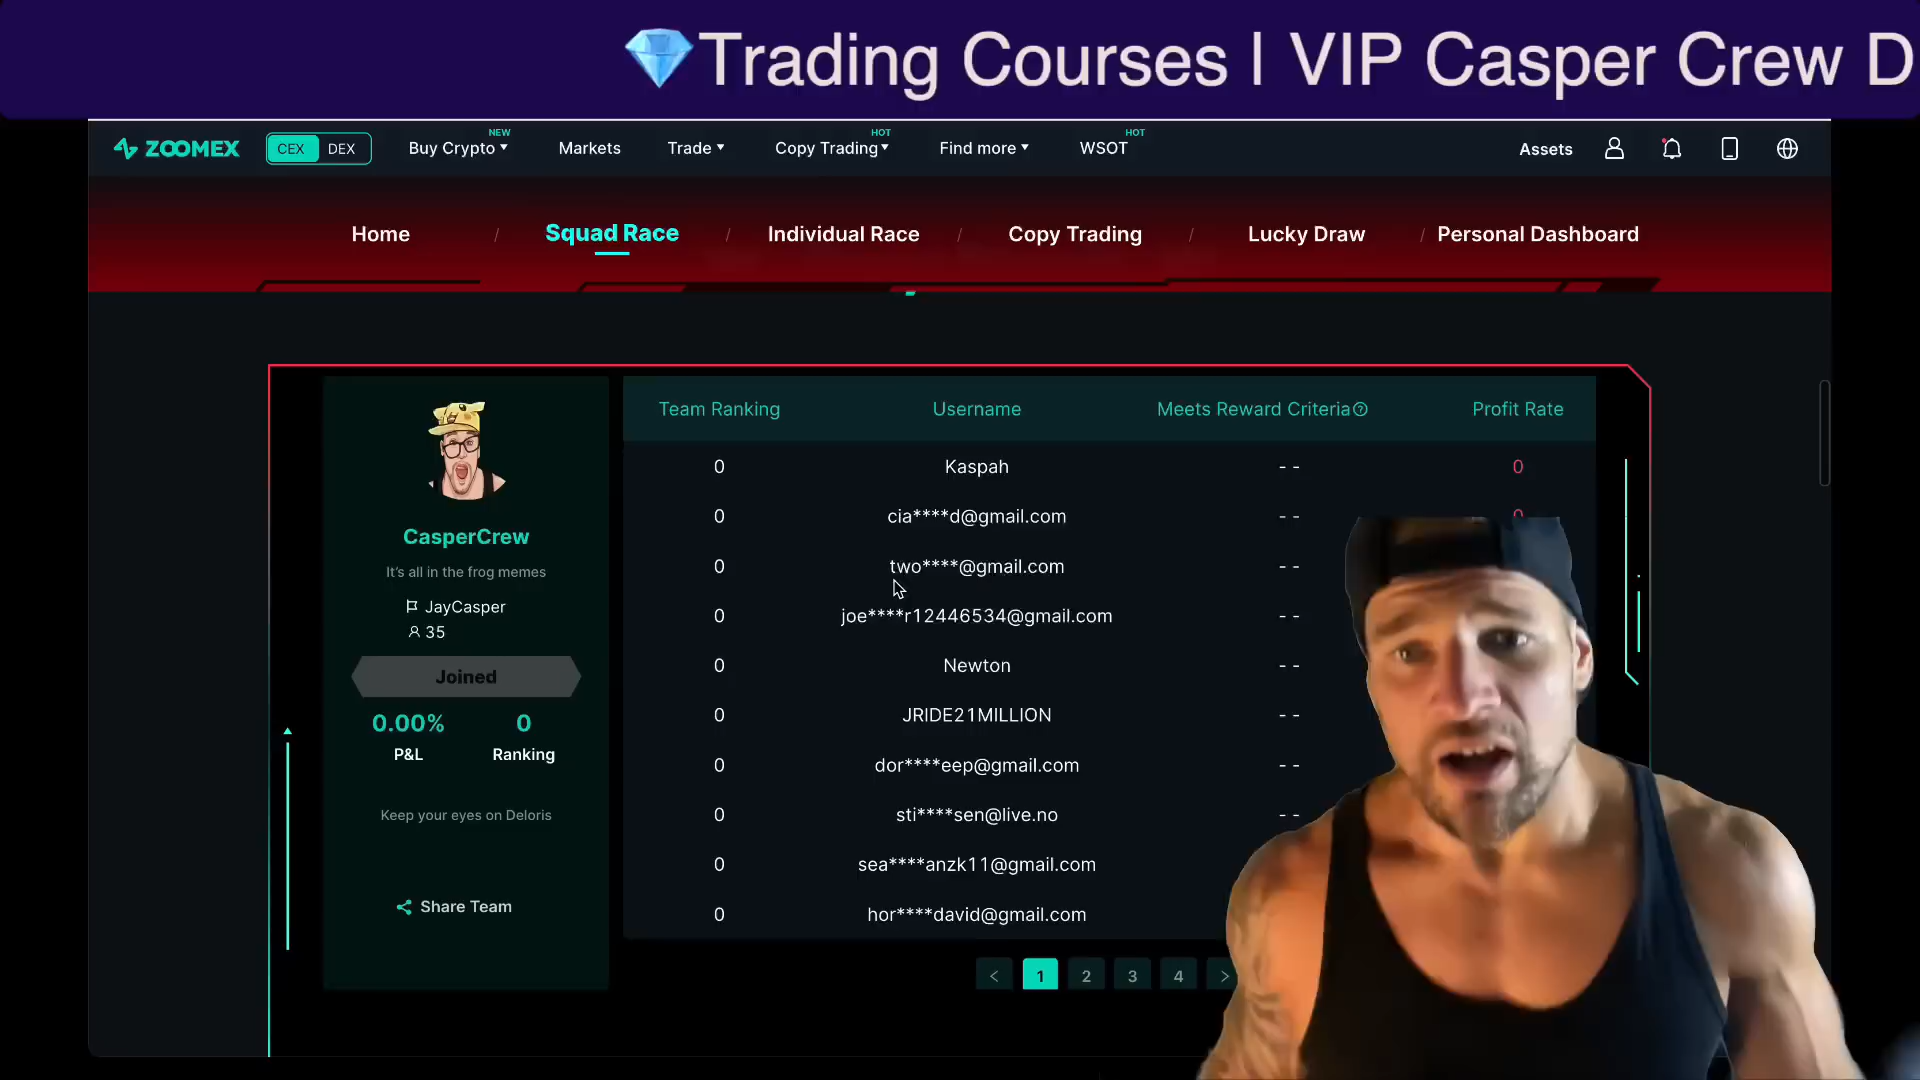 💎Trading Courses | VIP Casper Crew D
ZOOMEX
CEX DEX
Buy Crypto NEW
Markets
Trade
Copy Trading HOT
Find more
WSOT HOT
Assets
Home / Squad Race / Individual Race / Copy Trading / Lucky Draw / Personal Dashboard
CasperCrew
It's all in the frog memes
JayCasper
35
Joined
0.00% 0
P&L Ranking
Keep your eyes on Deloris
Share Team
Team Ranking Username Meets Reward Criteria Profit Rate
0 Kaspah - - 0
0 cia****d@gmail.com - - 0
0 two****@gmail.com - -
0 joe****r12446534@gmail.com - -
0 Newton - -
0 JRIDE21MILLION - -
0 dor****eep@gmail.com - -
0 sti****sen@live.no - -
0 sea****anzk11@gmail.com
0 hor****david@gmail.com
< 1 2 3 4 >